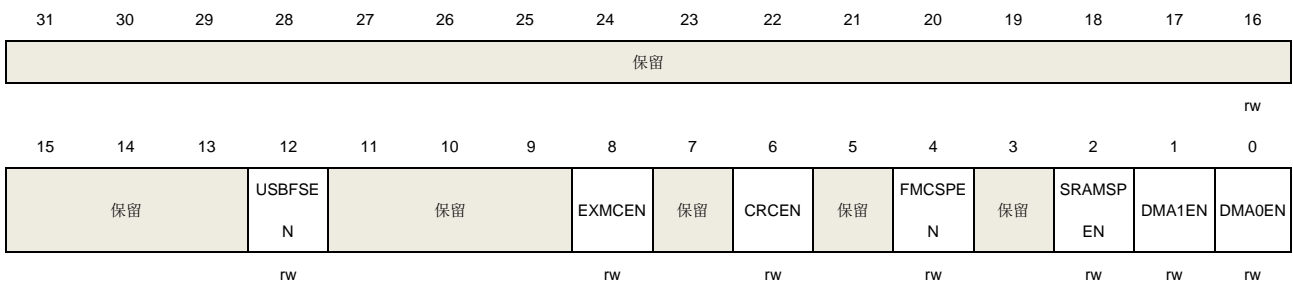 31 30 29 28 27 26 25 24 23 22 21 20 19 18 17 16
保留
rw
15 14 13 12 11 10 9 8 7 6 5 4 3 2 1 0
保留 USBFSE
N 保留 EXMCEN 保留 CRCEN 保留 FMCSPE
N 保留 SRAMSP
EN DMA1EN DMA0EN
rw rw rw rw rw rw rw